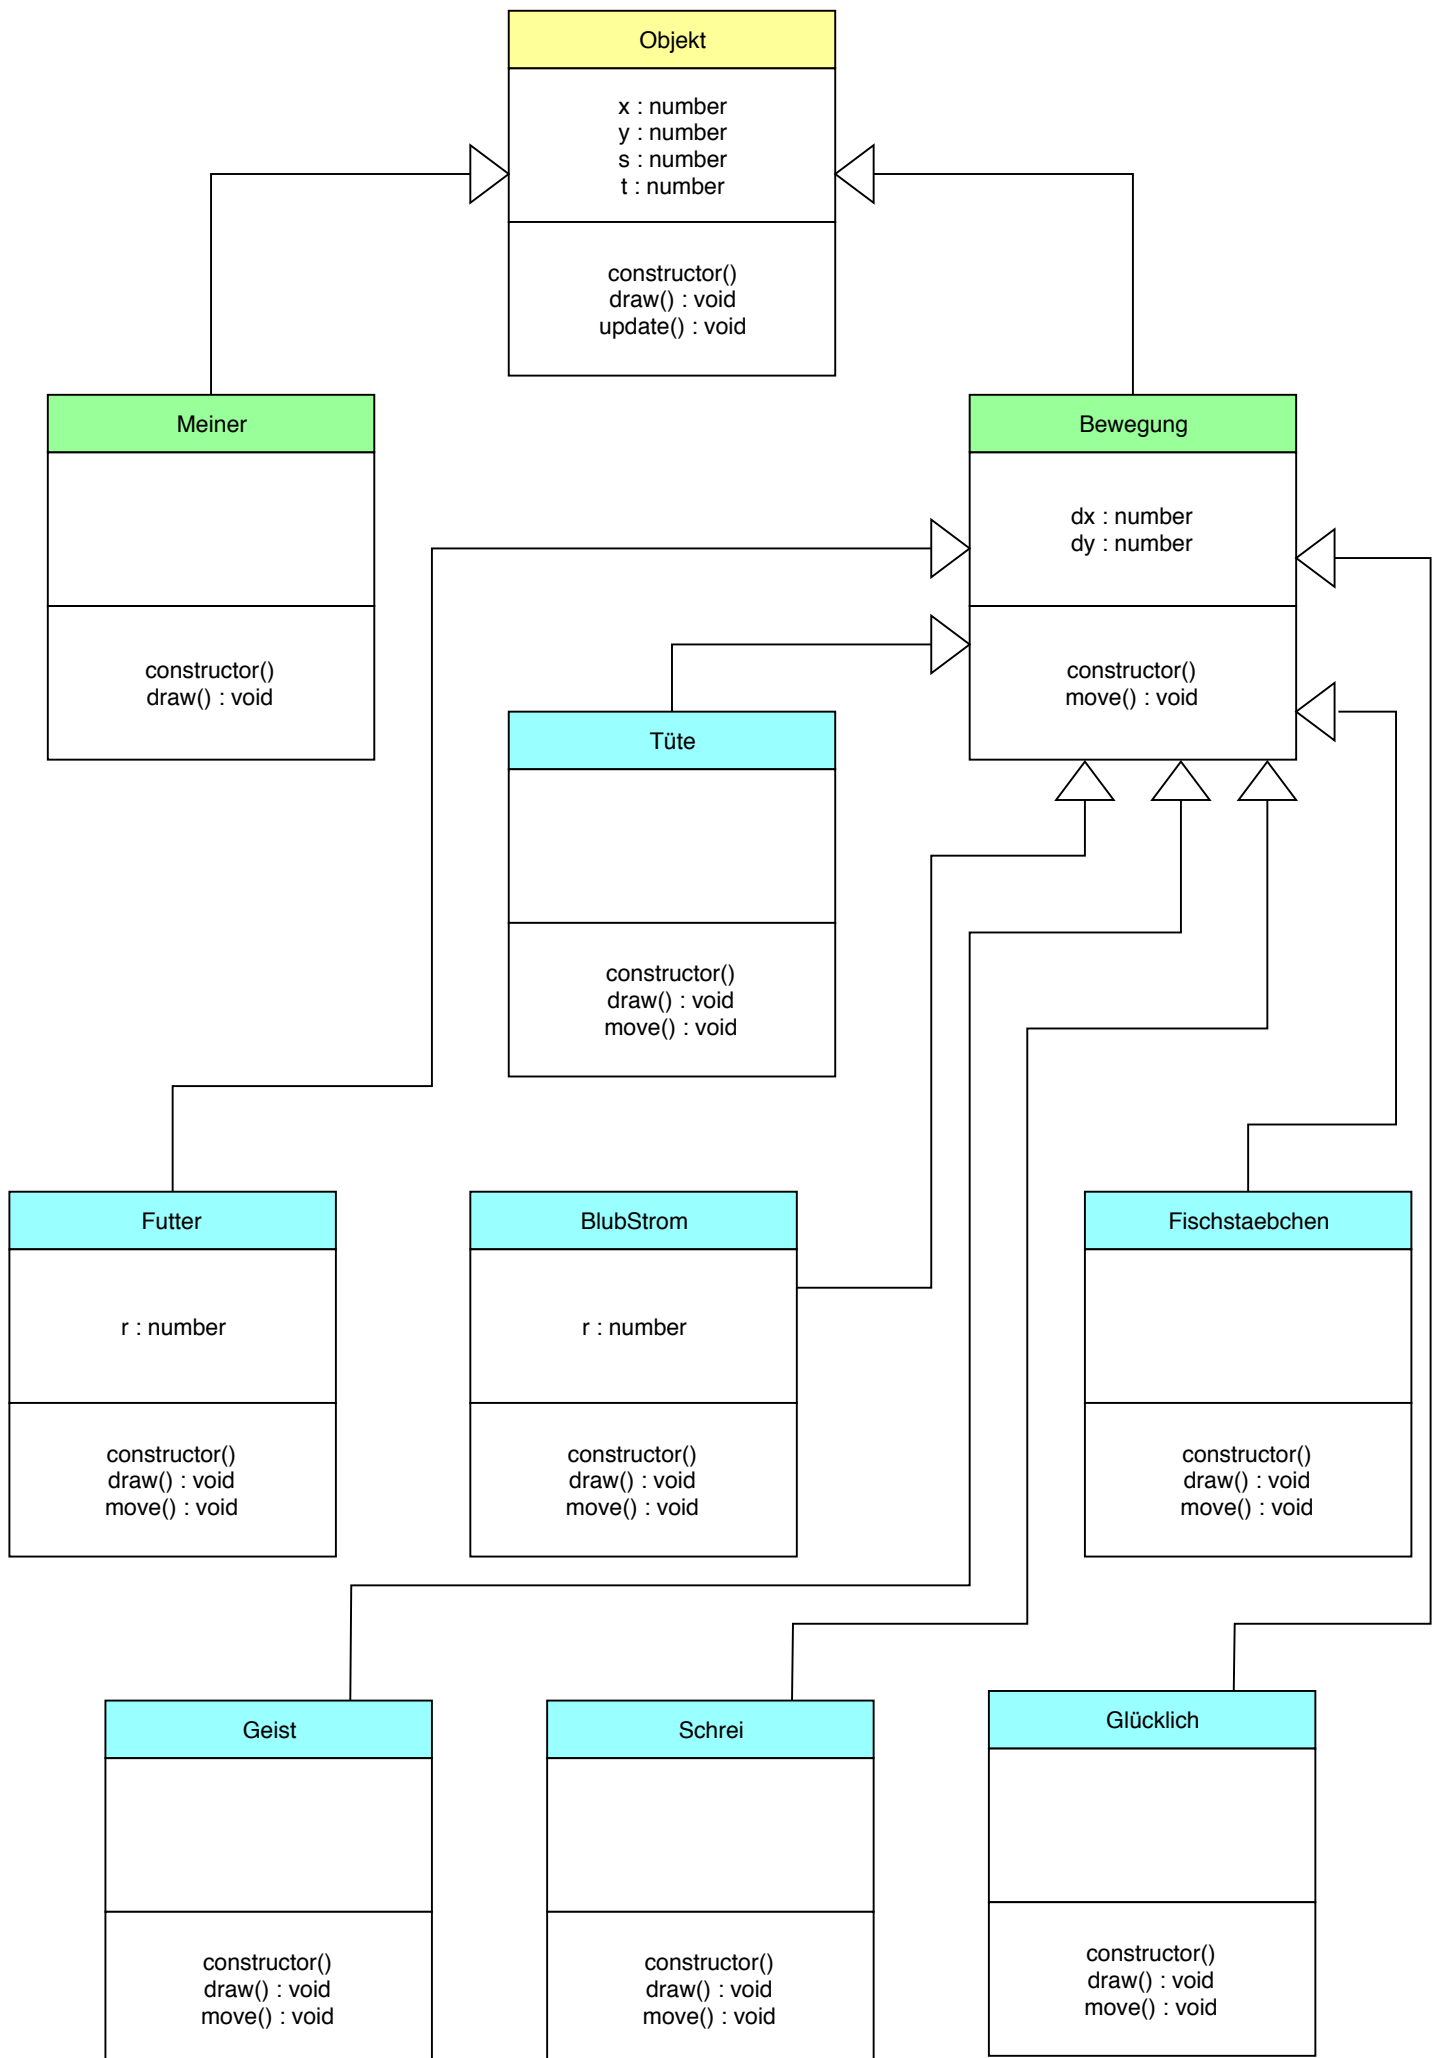 Objekt
x : number
y : number
s : number
t : number
constructor()
draw() : void
update() : void
Meiner
constructor()
draw() : void
Bewegung
dx : number
dy : number
constructor()
move() : void
Tüte
constructor()
draw() : void
move() : void
Futter
r : number
constructor()
draw() : void
move() : void
BlubStrom
r : number
constructor()
draw() : void
move() : void
Fischstaebchen
constructor()
draw() : void
move() : void
Geist
constructor()
draw() : void
move() : void
Schrei
constructor()
draw() : void
move() : void
Glücklich
constructor()
draw() : void
move() : void